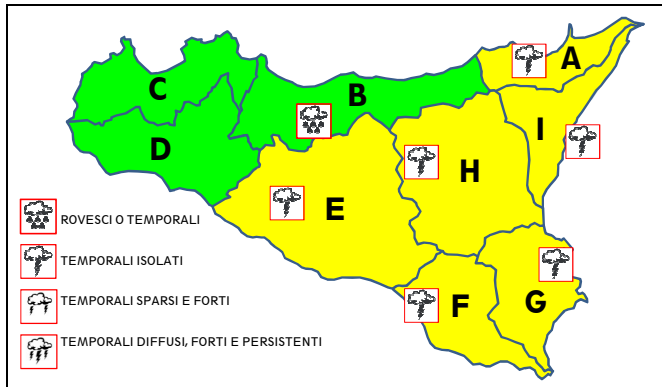 A
C
B
I
D
H
E
ROVESCI O TEMPORALI
TEMPORALI ISOLATI
F
G
TEMPORALI SPARSI E FORTI
TEMPORALI DIFFUSI, FORTI E PERSISTENTI